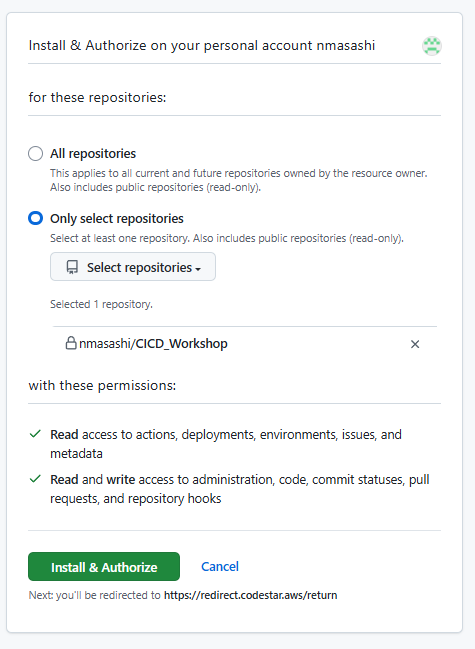 Install & Authorize on your personal account nmasashi
for these repositories:
All repositories
This applies to all current and future repositories owned by the resource owner.
Also includes public repositories (read-only).
Only select repositories
Select at least one repository. Also includes public repositories (read-only).
Select repositories
Selected 1 repository.
nmasashi/CICD_Workshop
with these permissions:
Read access to actions, deployments, environments, issues, and
metadata
Read and write access to administration, code, commit statuses, pull
requests, and repository hooks
Install & Authorize
Cancel
Next: you'll be redirected to https://redirect.codestar.aws/return